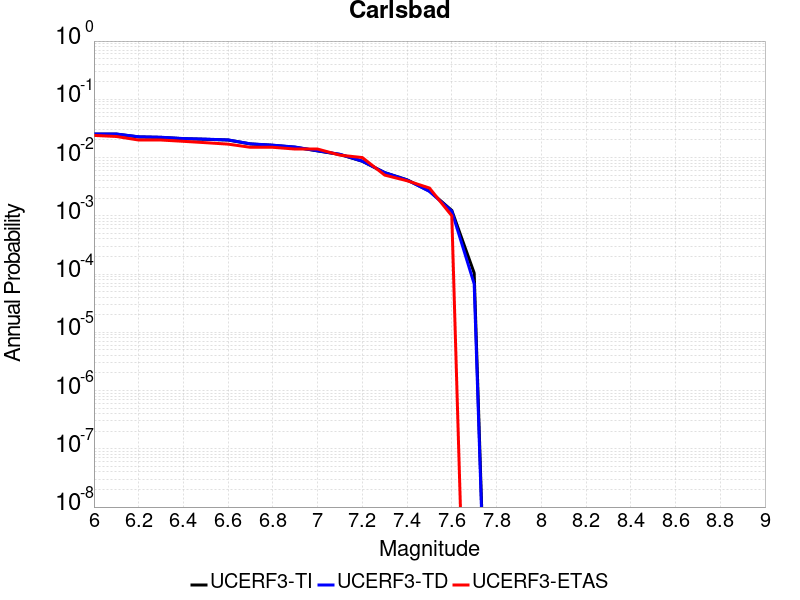 Carlsbad
10^0
10^-1
10^-2
10^-3
10^-4
10^-5
10^-6
10^-7
10^-8
Annual Probability
6 6.2 6.4 6.6 6.8 7 7.2 7.4 7.6 7.8 8 8.2 8.4 8.6 8.8 9
Magnitude
UCERF3-TI UCERF3-TD UCERF3-ETAS